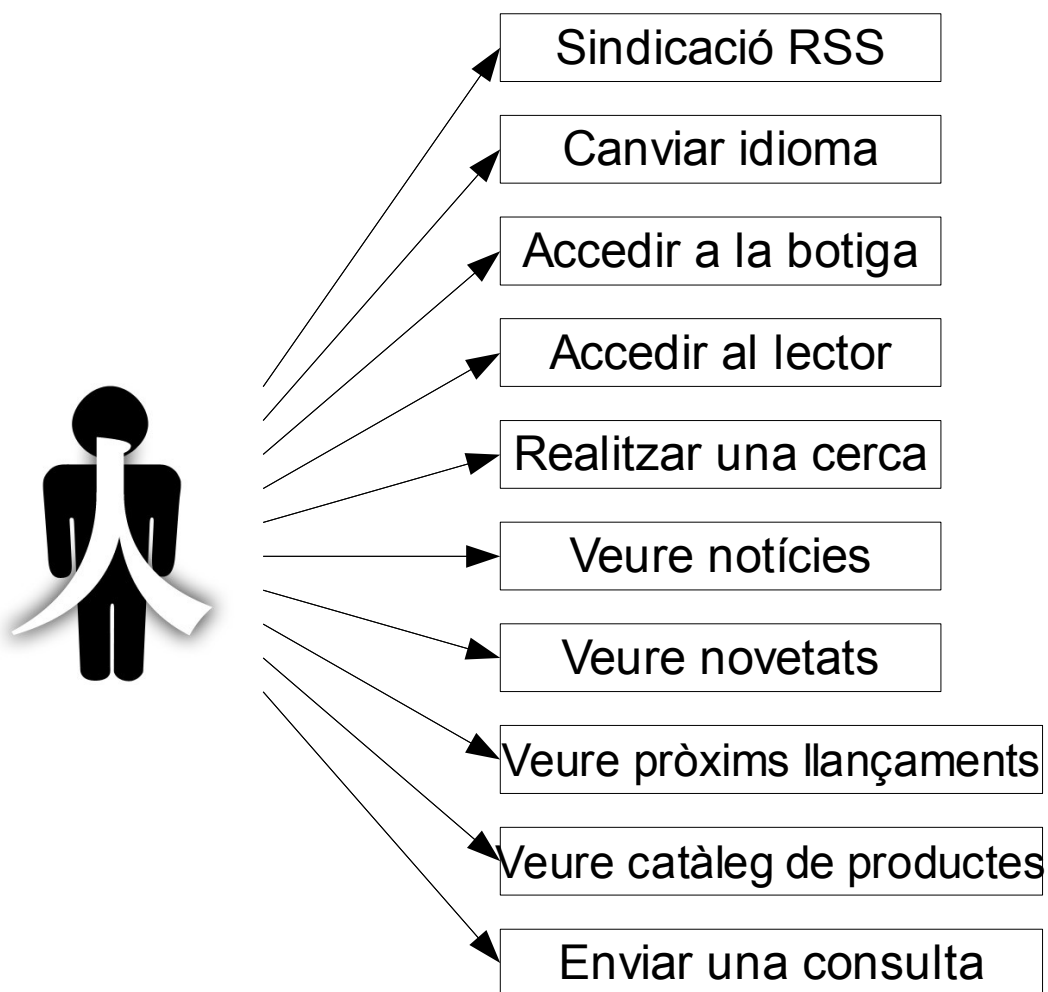 Sindicació RSS
Canviar idioma
Accedir a la botiga
Accedir al lector
Realitzar una cerca
Veure notícies
Veure novetats
Veure pròxims llançaments
Veure catàleg de productes
Enviar una consulta
人